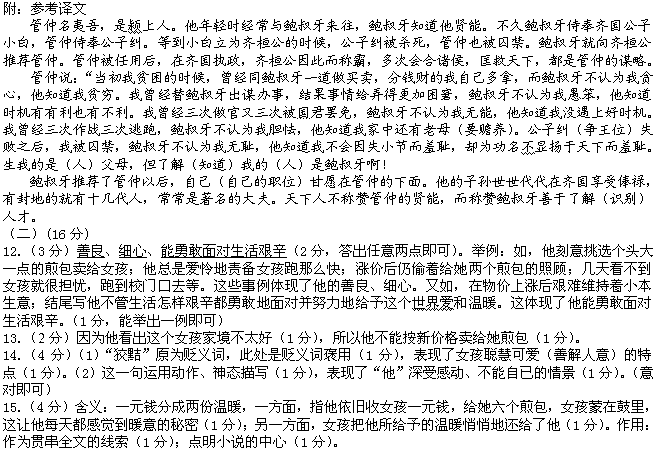 附：参考译文
管仲名夷吾，是颍上人。他年轻时经常与鲍叔牙来往，鲍叔牙知道他贤能。不久鲍叔牙侍奉齐国公子
小白，管仲侍奉公子纠。等到小白立为齐桓公的时候，公子纠被杀死，管仲也被囚禁。鲍叔牙就向齐桓公
推荐管仲。管仲被任用后，在齐国执政，齐桓公因此而称霸，多次会合诸侯，匡救天下，都是管仲的谋略。
管仲说：“当初我贫困的时候，曾经同鲍叔牙一道做买卖，分钱财的我自己多拿，而鲍叔牙不认为我贪
心，他知道我贫穷。我曾经替鲍叔牙出谋办事，结果事情给弄得更加困窘，鲍叔牙不认为我愚笨，他知道
时机有有利也有不利。我曾经三次做官又三次被国君罢免，鲍叔牙不认为我无能，他知道我没遇上好时机。
我曾经三次作战三次逃跑，鲍叔牙不认为我胆怯，他知道我家中还有老母（要赡养）。公子纠（争王位）失
败之后，我被囚禁，鲍叔牙不认为我无耻，他知道我不会因失小节而羞耻，却为功名不显扬于天下而羞耻。
生我的是（人）父母，但了解（知道）我的（人）是鲍叔牙啊！
鲍叔牙推荐了管仲以后，自己（自己的职位）甘愿在管仲的下面。他的子孙世世代代在齐国享受俸禄，
有封地的就有十几代人，常常是著名的大夫。天下人不称赞管仲的贤能，而称赞鲍叔牙善于了解（识别）
人才。
（二）(16分)
12．（3分）善良、细心、能勇敢面对生活艰辛（2分，答出任意两点即可）。举例：如，他刻意挑选个头大
一点的煎包卖给女孩；他总是爱怜地责备女孩跑那么快；涨价后仍偷着给她两个煎包的照顾；几天看不到
女孩就很担忧，跑到校门口去等。这些事例体现了他的善良、细心。又如，在物价上涨后艰难维持着小本
生意；结尾写他不管生活怎样艰辛都勇敢地面对并努力地给予这个世界爱和温暖。这体现了他能勇敢面对
生活艰辛。（1分，能举出一例即可）
13．（2分）因为他看出这个女孩家境不太好（1分），所以他不能按新价格卖给她煎包（1分）。
14．（4分）（1）“狡黠”原为贬义词，此处是贬义词褒用（1分），表现了女孩聪慧可爱（善解人意）的特
点（1分）。（2）这一句运用动作、神态描写（1分），表现了“他”深受感动、不能自已的情景（1分）。（意
对即可）
15．（4分）含义：一元钱分成两份温暖，一方面，指他依旧收女孩一元钱，给她六个煎包，女孩蒙在鼓里，
这让他每天都感觉到暖意的秘密（1分）；另一方面，女孩把他所给予的温暖悄悄地还给了他（1分）。作用：
作为贯串全文的线索（1分）；点明小说的中心（1分）。